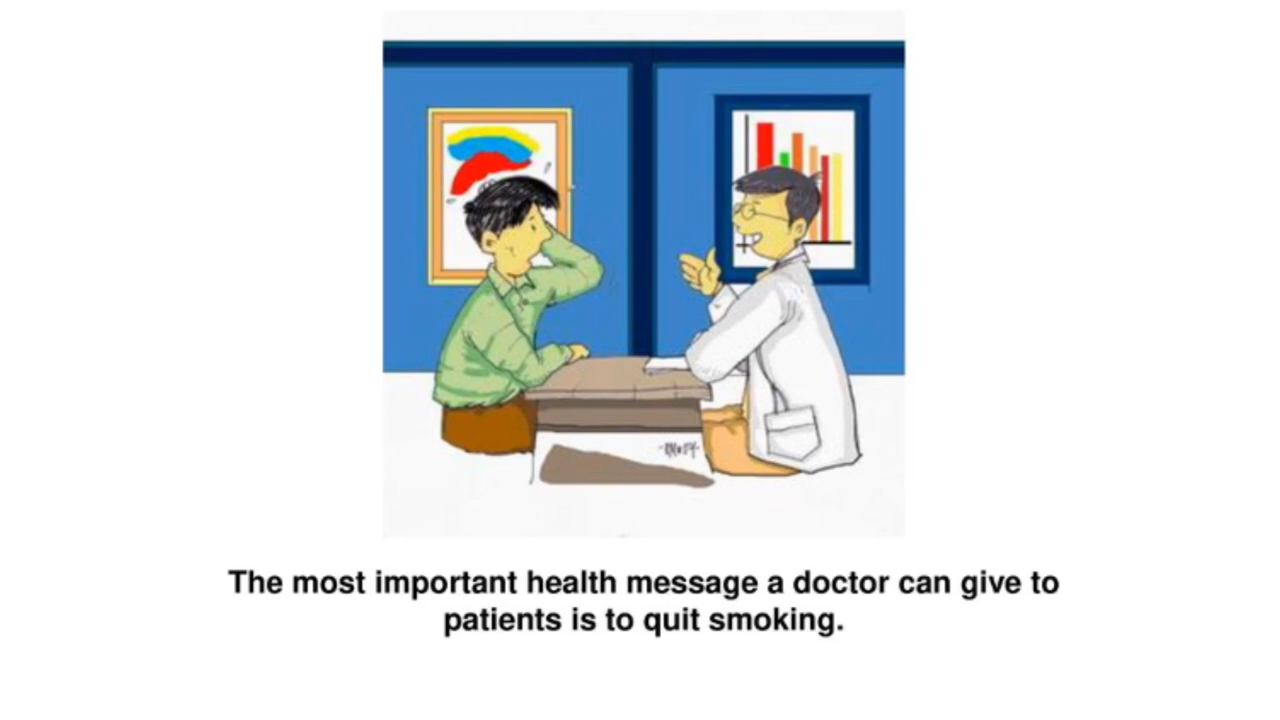 The most important health message a doctor can give to
patients is to quit smoking.